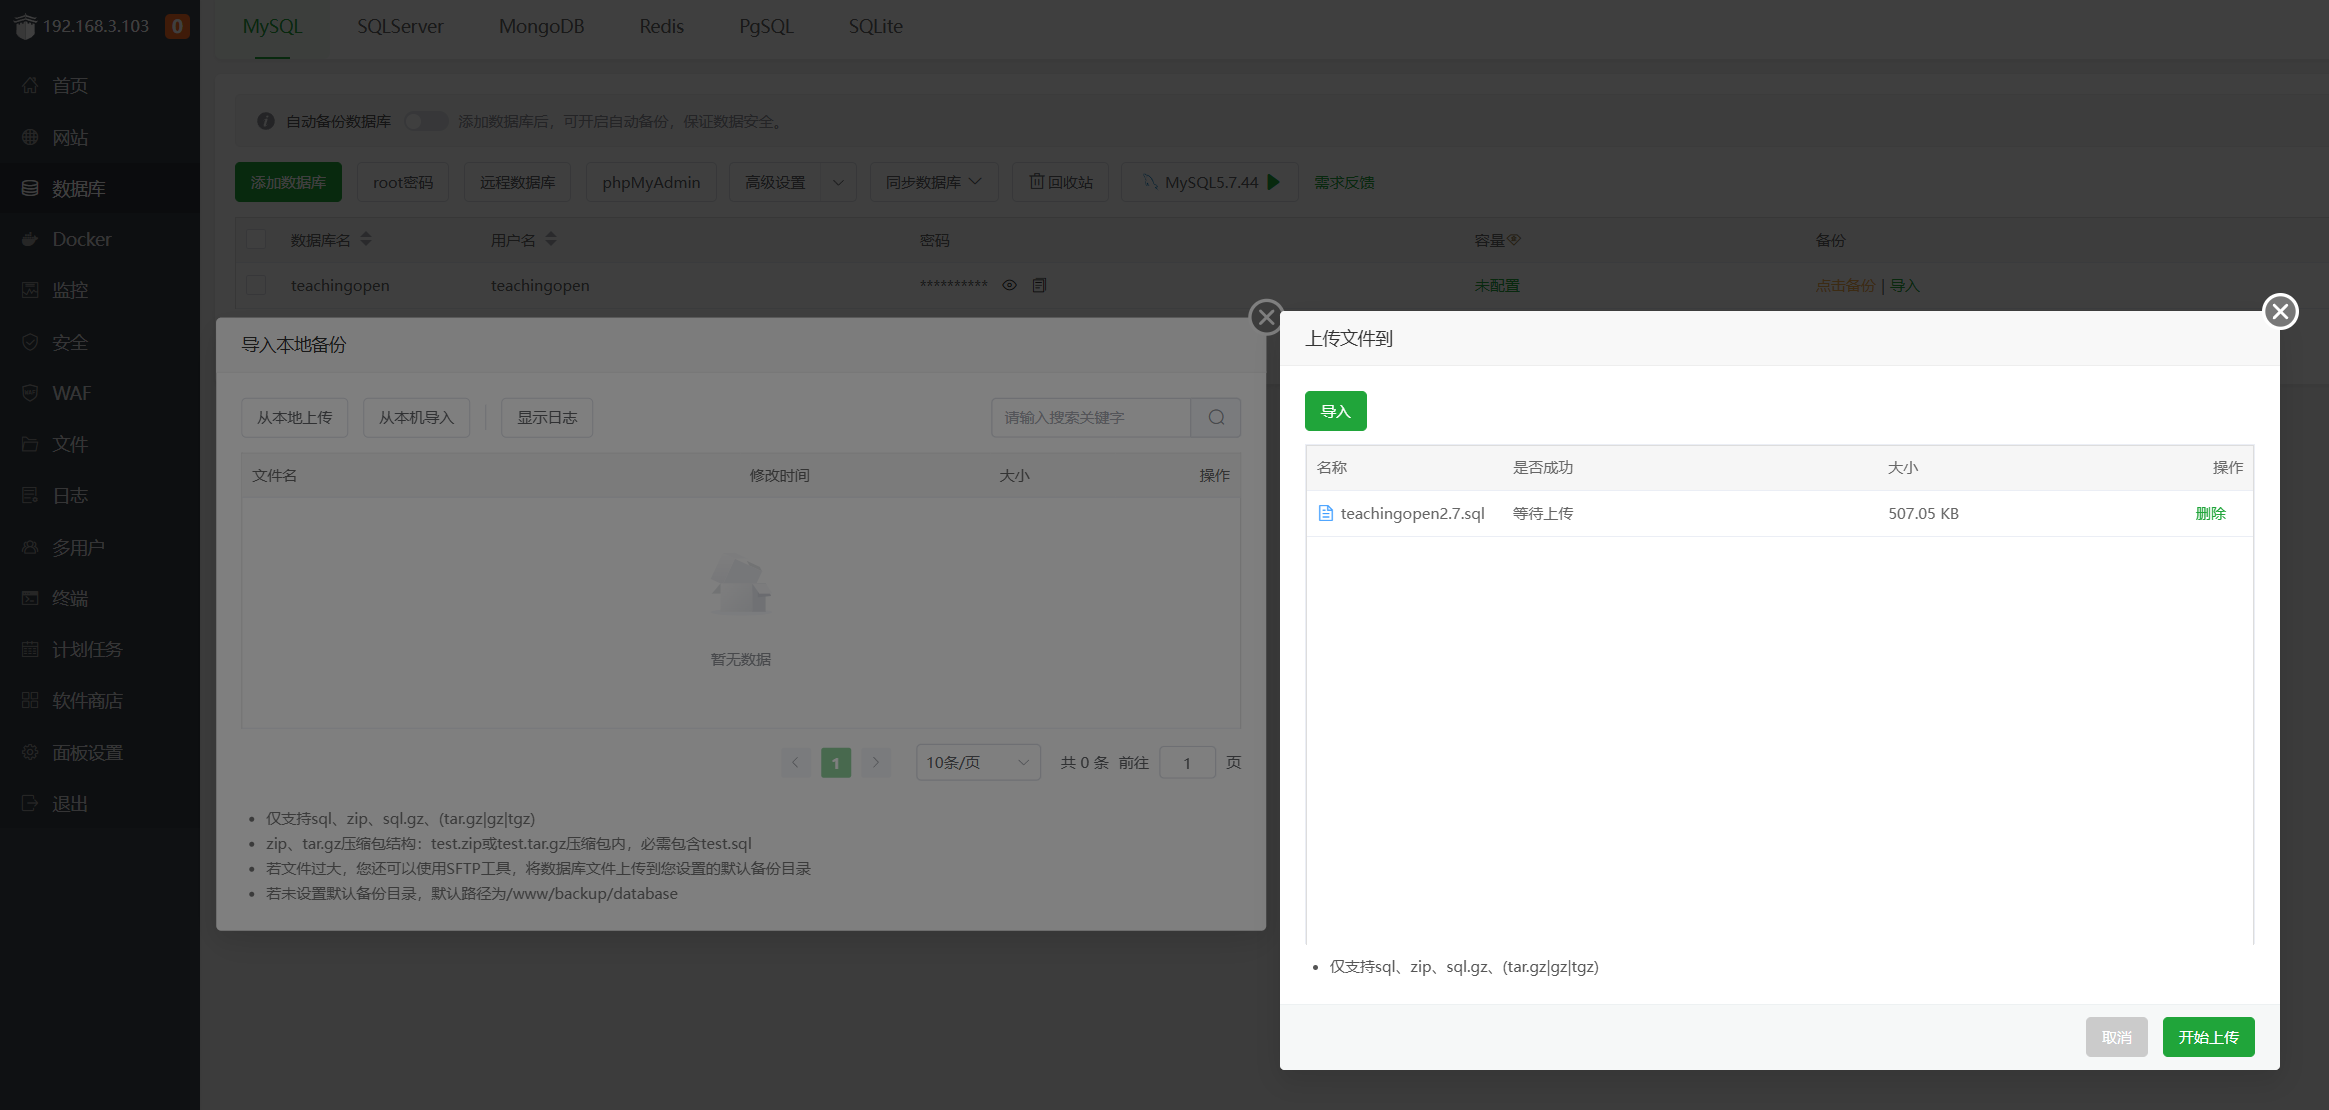 192.168.3.103 0
首页
网站
数据库
Docker
监控
安全
WAF
文件
日志
多用户
终端
计划任务
软件商店
面板设置
退出
MySQL SQLServer MongoDB Redis PgSQL SQLite
自动备份数据库 添加数据库后，可开启自动备份，保证数据安全。
添加数据库 root密码 远程数据库 phpMyAdmin 高级设置 同步数据库 回收站 MySQL5.7.44 需求反馈
数据库名 用户名 密码 容量 备份
teachingopen teachingopen ********** 未配置 点击备份 | 导入
导入本地备份
从本地上传 从本机导入 显示日志 请输入搜索关键字
文件名 修改时间 大小 操作
暂无数据
1 10条/页 共 0 条 前往 1 页
仅支持sql、zip、sql.gz、(tar.gz|gz|tgz)
zip、tar.gz压缩包结构：test.zip或test.tar.gz压缩包内，必需包含test.sql
若文件过大，您还可以使用SFTP工具，将数据库文件上传到您设置的默认备份目录
若未设置默认备份目录，默认路径为/www/backup/database
上传文件到
导入
名称 是否成功 大小 操作
teachingopen2.7.sql 等待上传 507.05 KB 删除
仅支持sql、zip、sql.gz、(tar.gz|gz|tgz)
取消 开始上传